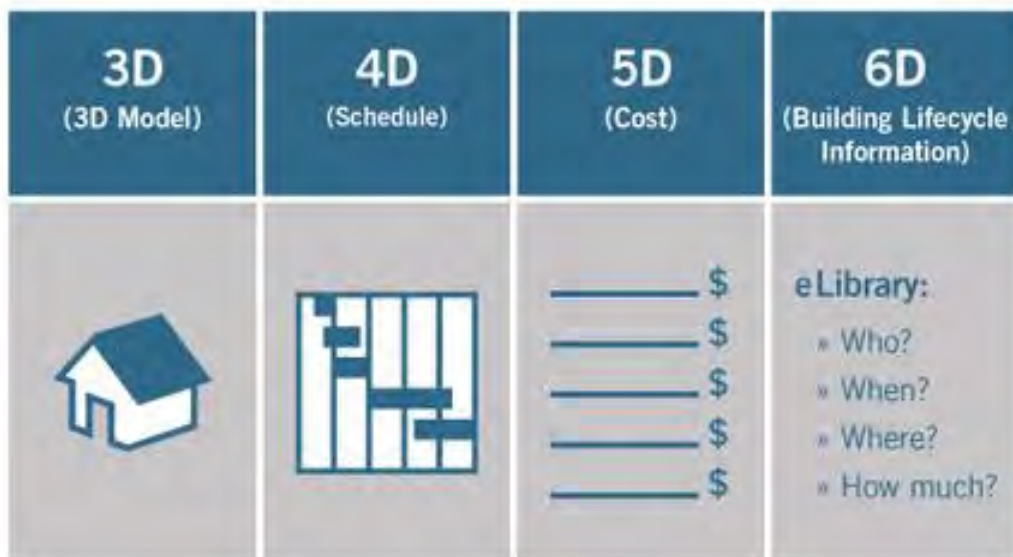 3D
(3D Model)
4D
(Schedule)
5D
(Cost)
6D
(Building Lifecycle
Information)
$
$
$
$
$
eLibrary:
» Who?
» When?
» Where?
» How much?